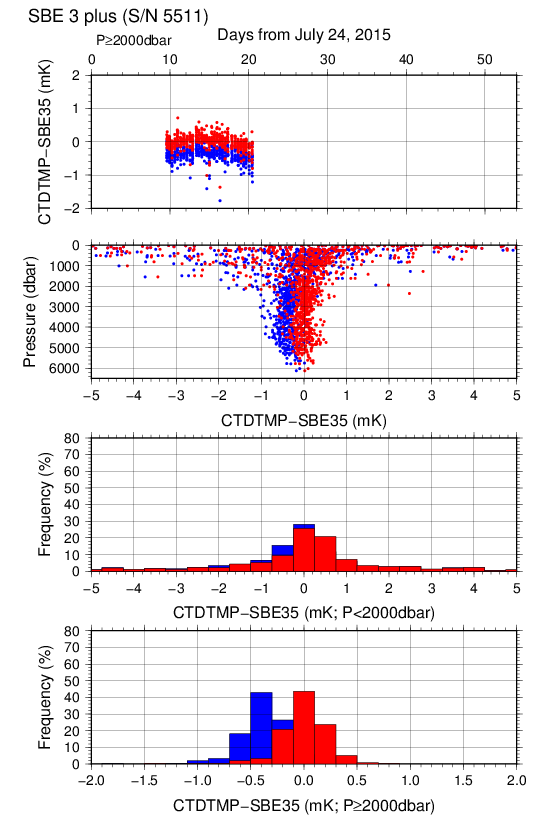 SBE 3 plus (S/N 5511)
P≥2000dbar
Days from July 24, 2015
0 10 20 30 40 50
CTDTMP−SBE35 (mK)
2
1
0
−1
−2
Pressure (dbar)
0
1000
2000
3000
4000
5000
6000
−5 −4 −3 −2 −1 0 1 2 3 4 5
CTDTMP−SBE35 (mK)
Frequency (%)
80
70
60
50
40
30
20
10
0
−5 −4 −3 −2 −1 0 1 2 3 4 5
CTDTMP−SBE35 (mK; P<2000dbar)
Frequency (%)
80
70
60
50
40
30
20
10
0
−2.0 −1.5 −1.0 −0.5 0.0 0.5 1.0 1.5 2.0
CTDTMP−SBE35 (mK; P≥2000dbar)